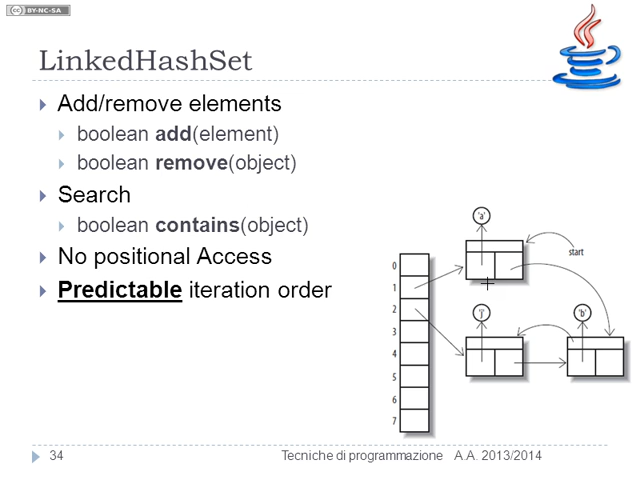 BY-NC-SA
LinkedHashSet
Add/remove elements
boolean add(element)
boolean remove(object)
Search
boolean contains(object)
No positional Access
Predictable iteration order
'a'
start
0
1
2
3
4
5
6
7
'j'
'b'
34
Tecniche di programmazione A.A. 2013/2014